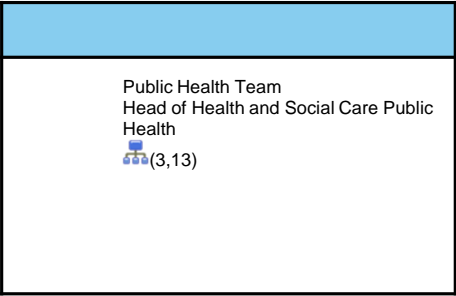 Public Health Team
Head of Health and Social Care Public
Health
(3,13)